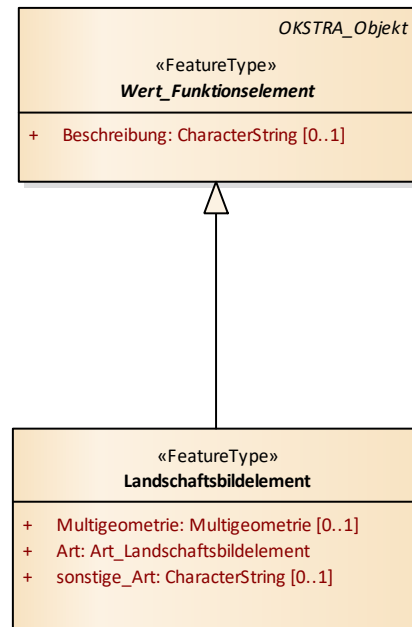 OKSTRA_Objekt
«FeatureType»
Wert_Funktionselement
+ Beschreibung: CharacterString [0..1]
«FeatureType»
Landschaftsbildelement
+ Multigeometrie: Multigeometrie [0..1]
+ Art: Art_Landschaftsbildelement
+ sonstige_Art: CharacterString [0..1]